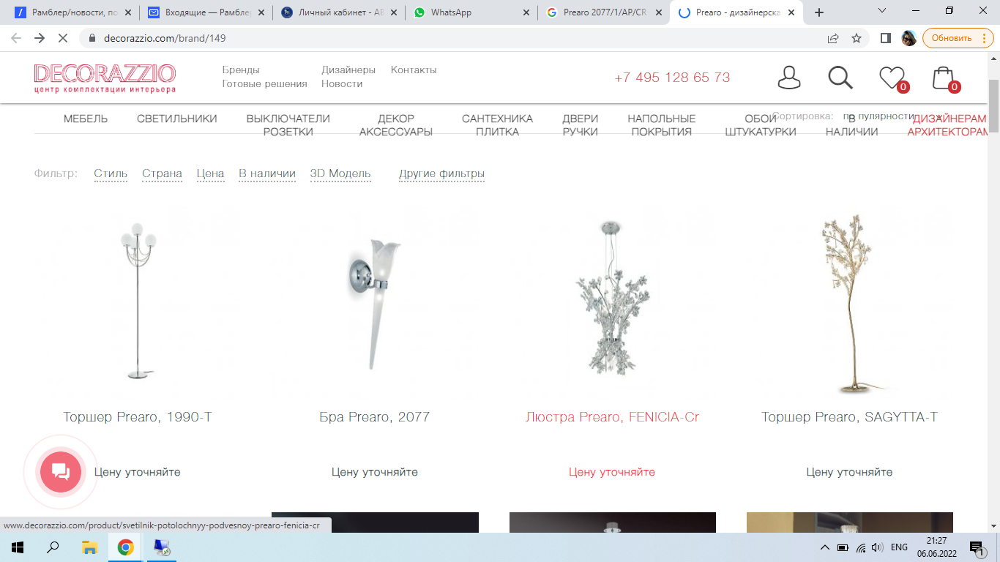 Рамблер/новости, по
Входящие — Рамблер
Личный кабинет - АВ
WhatsApp
Prearo 2077/1/AP/CR
Prearo - дизайнерска
decorazzio.com/brand/149
Обновить
DECORAZZIO
центр комплектации интерьера
Бренды
Дизайнеры
Контакты
Готовые решения
Новости
+7 495 128 65 73
0
0
МЕБЕЛЬ
СВЕТИЛЬНИКИ
ВЫКЛЮЧАТЕЛИ
РОЗЕТКИ
ДЕКОР
АКСЕССУАРЫ
САНТЕХНИКА
ПЛИТКА
ДВЕРИ
РУЧКИ
НАПОЛЬНЫЕ
ПОКРЫТИЯ
ОБОИ
ШТУКАТУРКИ
В
НАЛИЧИИ
ДИЗАЙНЕРАМ
АРХИТЕКТОРАМ
Сортировка:
Фильтр: Стиль Страна Цена В наличии 3D Модель Другие фильтры
Торшер Prearo, 1990-T
Бра Prearo, 2077
Люстра Prearo, FENICIA-Cr
Торшер Prearo, SAGYTTA-T
Цену уточняйте
Цену уточняйте
Цену уточняйте
Цену уточняйте
www.decorazzio.com/product/svetilnik-potolochnyy-podvesnoy-prearo-fenicia-cr
ENG
21:27
06.06.2022
1